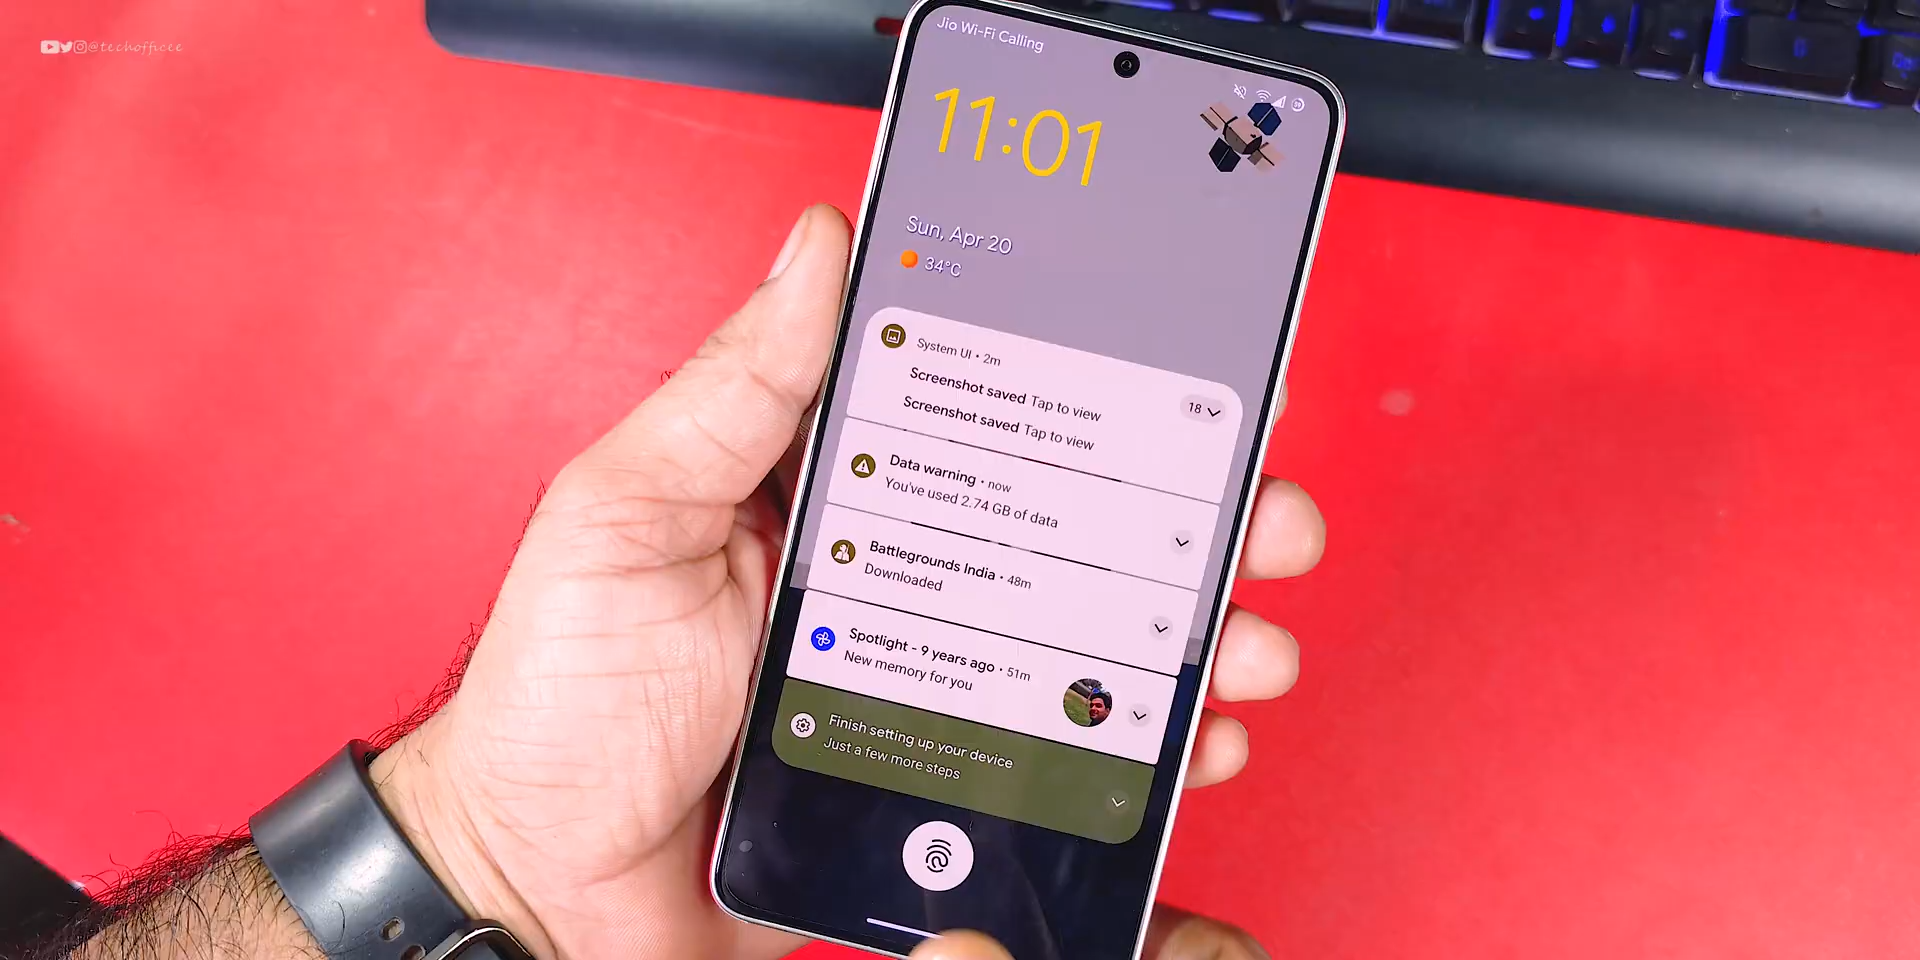 @techofficee
Jio Wi-Fi Calling
11:01
Sun, Apr 20
34°C
System UI • 2m
Screenshot saved Tap to view
18
Screenshot saved Tap to view
Data warning • now
You've used 2.74 GB of data
Battlegrounds India • 48m
Downloaded
Spotlight - 9 years ago • 51m
New memory for you
Finish setting up your device
Just a few more steps